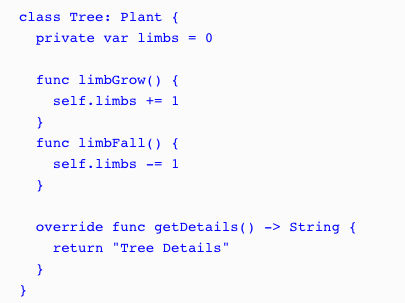 class Tree: Plant {
  private var limbs = 0

  func limbGrow() {
    self.limbs += 1
  }
  func limbFall() {
    self.limbs -= 1
  }

  override func getDetails() -> String {
    return "Tree Details"
  }
}